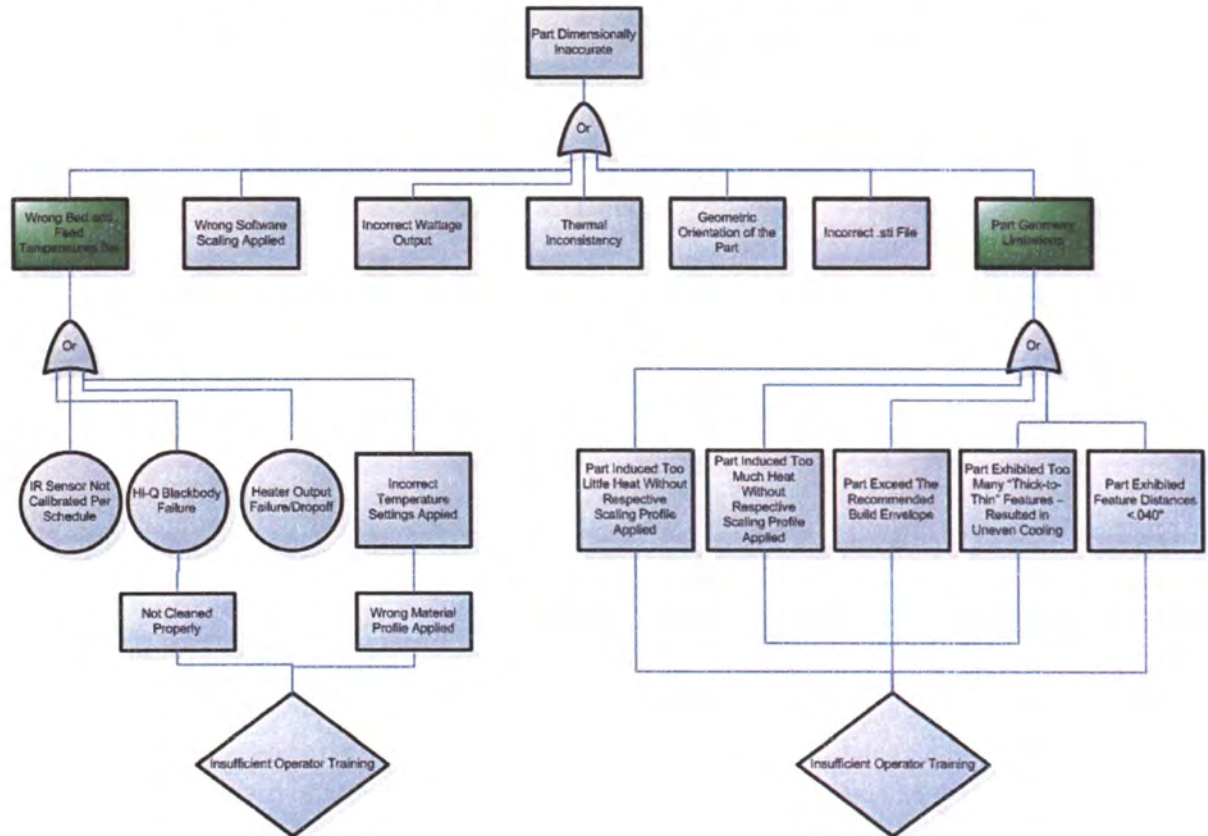 Part Dimensionally
Inaccurate
Or
Wrong Bed and
Feed
Temperatures Set
Wrong Software
Scaling Applied
Incorrect Wattage
Output
Thermal
Inconsistency
Geometric
Orientation of the
Part
Incorrect .stl File
Part Geometry
Limitations
Or
Or
IR Sensor Not
Calibrated Per
Schedule
Hi-Q Blackbody
Failure
Heater Output
Failure/Dropoff
Incorrect
Temperature
Settings Appied
Part Induced Too
Little Heat Without
Respective
Scaling Profile
Applied
Part Induced Too
Much Heat
Without
Respective
Scaling Profile
Applied
Part Exceed The
Recommended
Build Envelope
Part Exhibited Too
Many "Thick-to-
Thin" Features –
Resulted in
Uneven Cooling
Part Exhibited
Feature Distances
<.040"
Not Cleaned
Properly
Wrong Material
Profile Applied
Insufficient Operator Training
Insufficient Operator Training